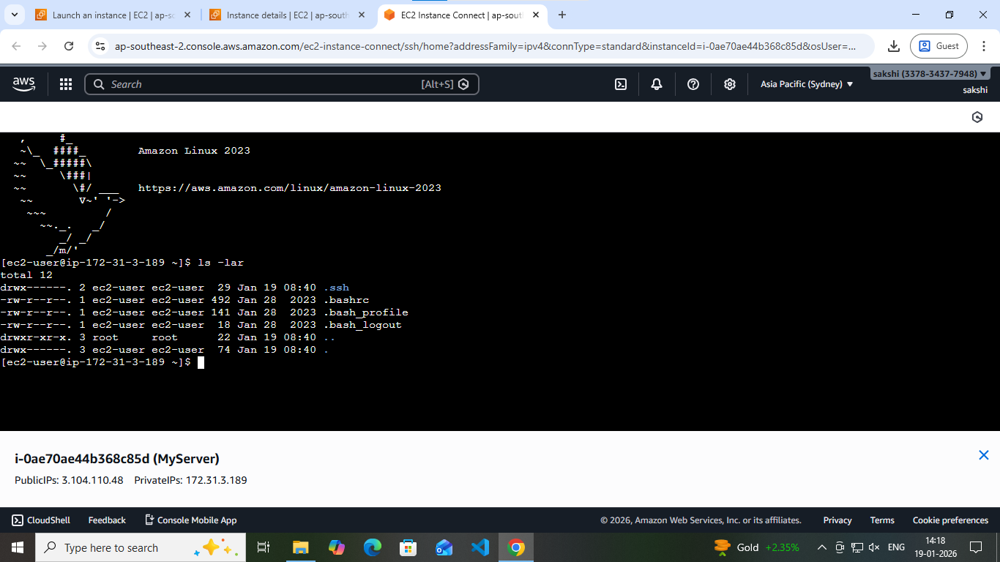 Launch an instance | EC2 | ap-so
Instance details | EC2 | ap-south
EC2 Instance Connect | ap-sout
ap-southeast-2.console.aws.amazon.com/ec2-instance-connect/ssh/home?addressFamily=ipv4&connType=standard&instanceId=i-0ae70ae44b368c85d&osUser=...
Guest
aws
Search
[Alt+S]
Asia Pacific (Sydney)
sakshi (3378-3437-7948)
sakshi
   ,     #_
   ~\_  ####_        Amazon Linux 2023
  ~~  \_#####\
  ~~     \###|
  ~~       \#/ ___   https://aws.amazon.com/linux/amazon-linux-2023
   ~~       V~' '->
    ~~~         /
      ~~._.   _/
         _/ _/
       _/m/'
[ec2-user@ip-172-31-3-189 ~]$ ls -lar
total 12
drwx------. 2 ec2-user ec2-user  29 Jan 19 08:40 .ssh
-rw-r--r--. 1 ec2-user ec2-user 492 Jan 28  2023 .bashrc
-rw-r--r--. 1 ec2-user ec2-user 141 Jan 28  2023 .bash_profile
-rw-r--r--. 1 ec2-user ec2-user  18 Jan 28  2023 .bash_logout
drwxr-xr-x. 3 root     root      22 Jan 19 08:40 ..
drwx------. 3 ec2-user ec2-user  74 Jan 19 08:40 .
[ec2-user@ip-172-31-3-189 ~]$
i-0ae70ae44b368c85d (MyServer)
PublicIPs: 3.104.110.48 PrivateIPs: 172.31.3.189
CloudShell Feedback Console Mobile App © 2026, Amazon Web Services, Inc. or its affiliates. Privacy Terms Cookie preferences
Type here to search
Gold +2.35%
ENG
14:18
19-01-2026